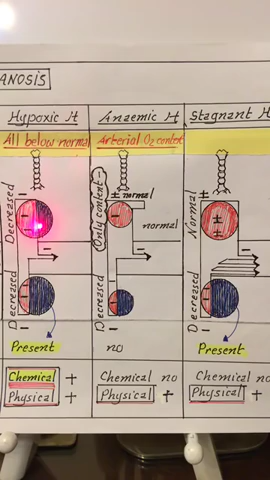 ANOSIS
Hypoxic H
Anaemic H
Stagnant H
All below normal
Arterial O2 content
Decreased
Only content -
± normal
Normal
±
normal
Decreased
Decreased
Decreased
Present
no
Present
Chemical +
Physical +
Chemical no
Physical +
Chemical no
Physical +